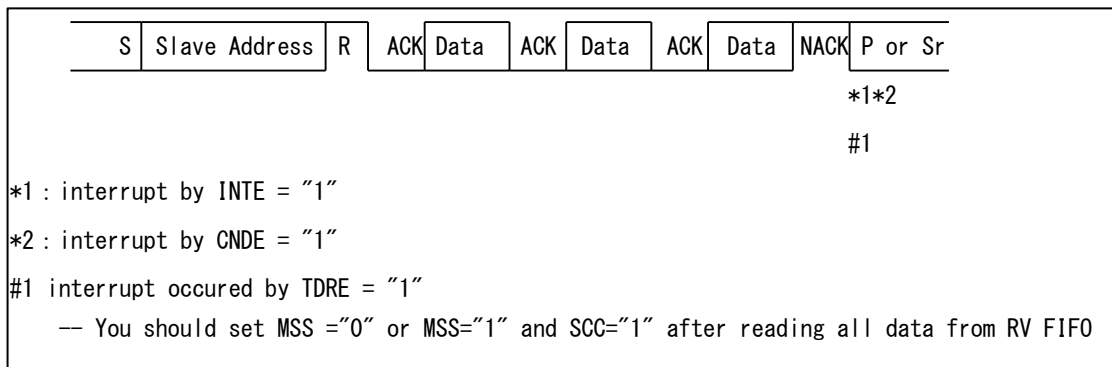 S Slave Address R ACK Data ACK Data ACK Data NACK P or Sr
*1*2
#1
*1 : interrupt by INTE = "1"
*2 : interrupt by CNDE = "1"
#1 interrupt occured by TDRE = "1"
-- You should set MSS ="0" or MSS="1" and SCC="1" after reading all data from RV FIFO